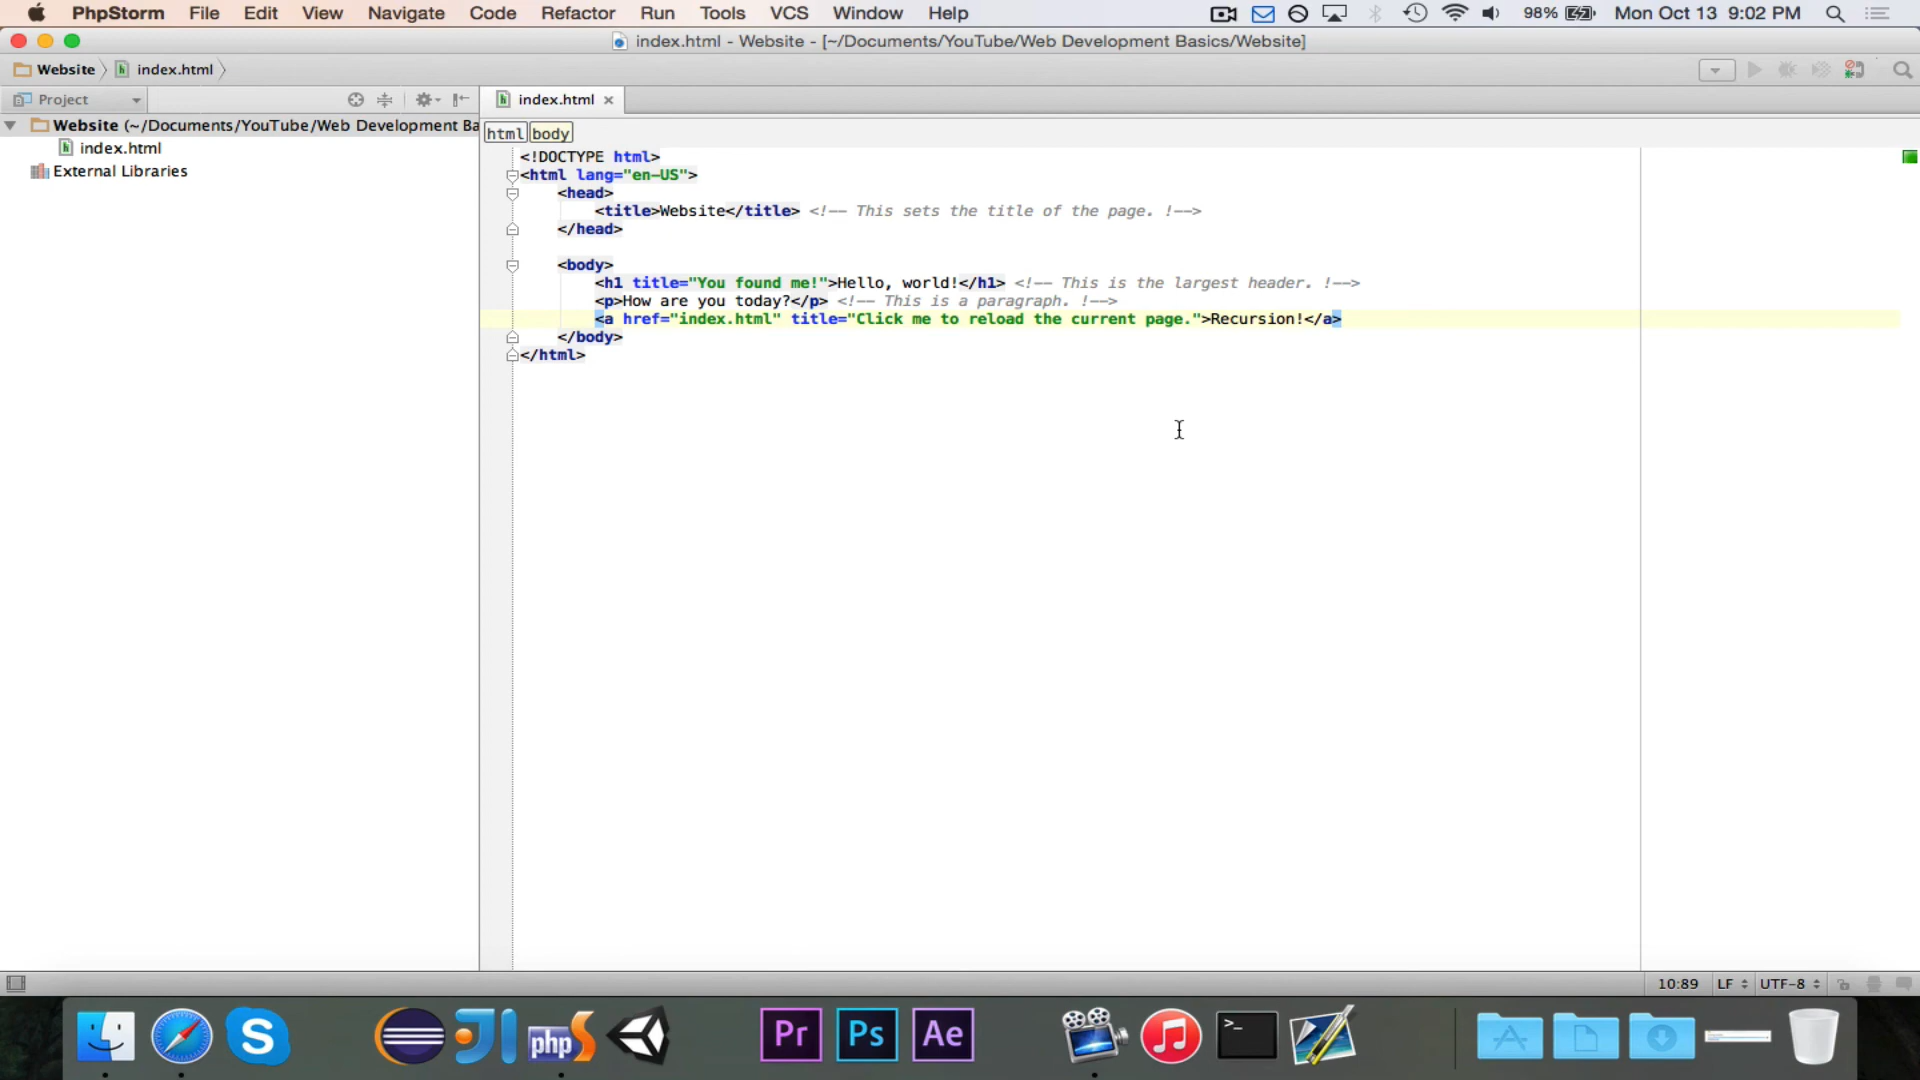 PhpStorm File Edit View Navigate Code Refactor Run Tools VCS Window Help 98% Mon Oct 13 9:02 PM
index.html - Website - [~/Documents/YouTube/Web Development Basics/Website]
Website index.html
Project index.html
Website (~/Documents/YouTube/Web Development Ba
index.html
External Libraries
html body
<!DOCTYPE html>
<html lang="en-US">
<head>
<title>Website</title> <!-- This sets the title of the page. !-->
</head>
<body>
<h1 title="You found me!">Hello, world!</h1> <!-- This is the largest header. !-->
<p>How are you today?</p> <!-- This is a paragraph. !-->
<a href="index.html" title="Click me to reload the current page.">Recursion!</a>
</body>
</html>
10:89 LF UTF-8
S JI phpS Pr Ps Ae >_